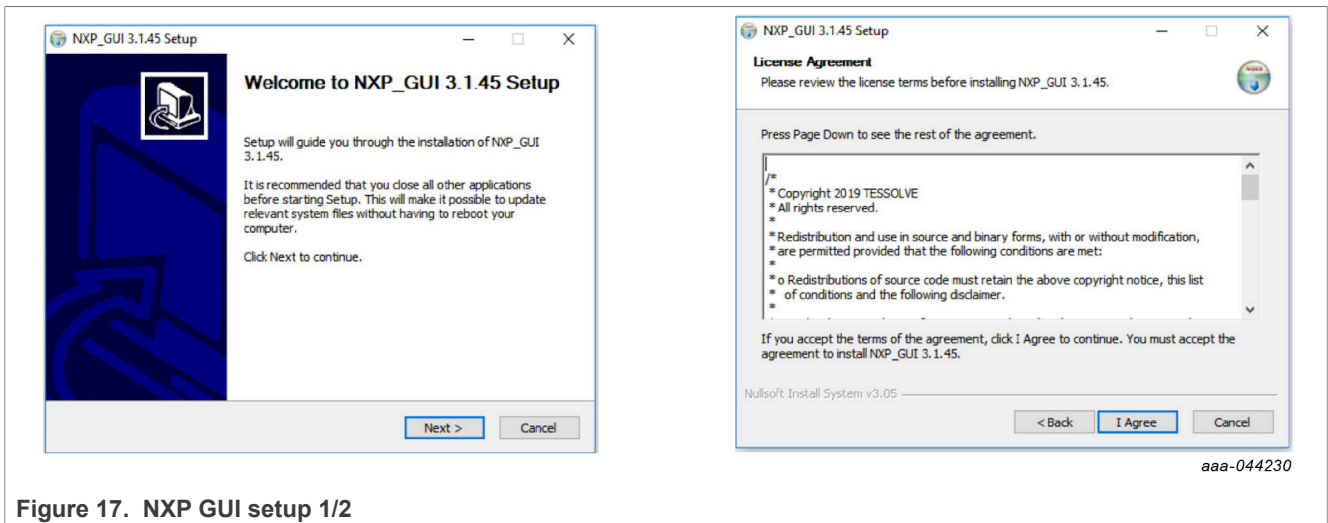 NXP_GUI 3.1.45 Setup
Welcome to NXP_GUI 3.1.45 Setup
Setup will guide you through the installation of NXP_GUI
3.1.45.
It is recommended that you close all other applications
before starting Setup. This will make it possible to update
relevant system files without having to reboot your
computer.
Click Next to continue.
Next >
Cancel
NXP_GUI 3.1.45 Setup
License Agreement
Please review the license terms before installing NXP_GUI 3.1.45.
Press Page Down to see the rest of the agreement.
/*
* Copyright 2019 TESSOLVE
* All rights reserved.
*
* Redistribution and use in source and binary forms, with or without modification,
* are permitted provided that the following conditions are met:
*
* o Redistributions of source code must retain the above copyright notice, this list
* of conditions and the following disclaimer.
*
If you accept the terms of the agreement, click I Agree to continue. You must accept the
agreement to install NXP_GUI 3.1.45.
Nullsoft Install System v3.05
< Back
I Agree
Cancel
aaa-044230
Figure 17. NXP GUI setup 1/2